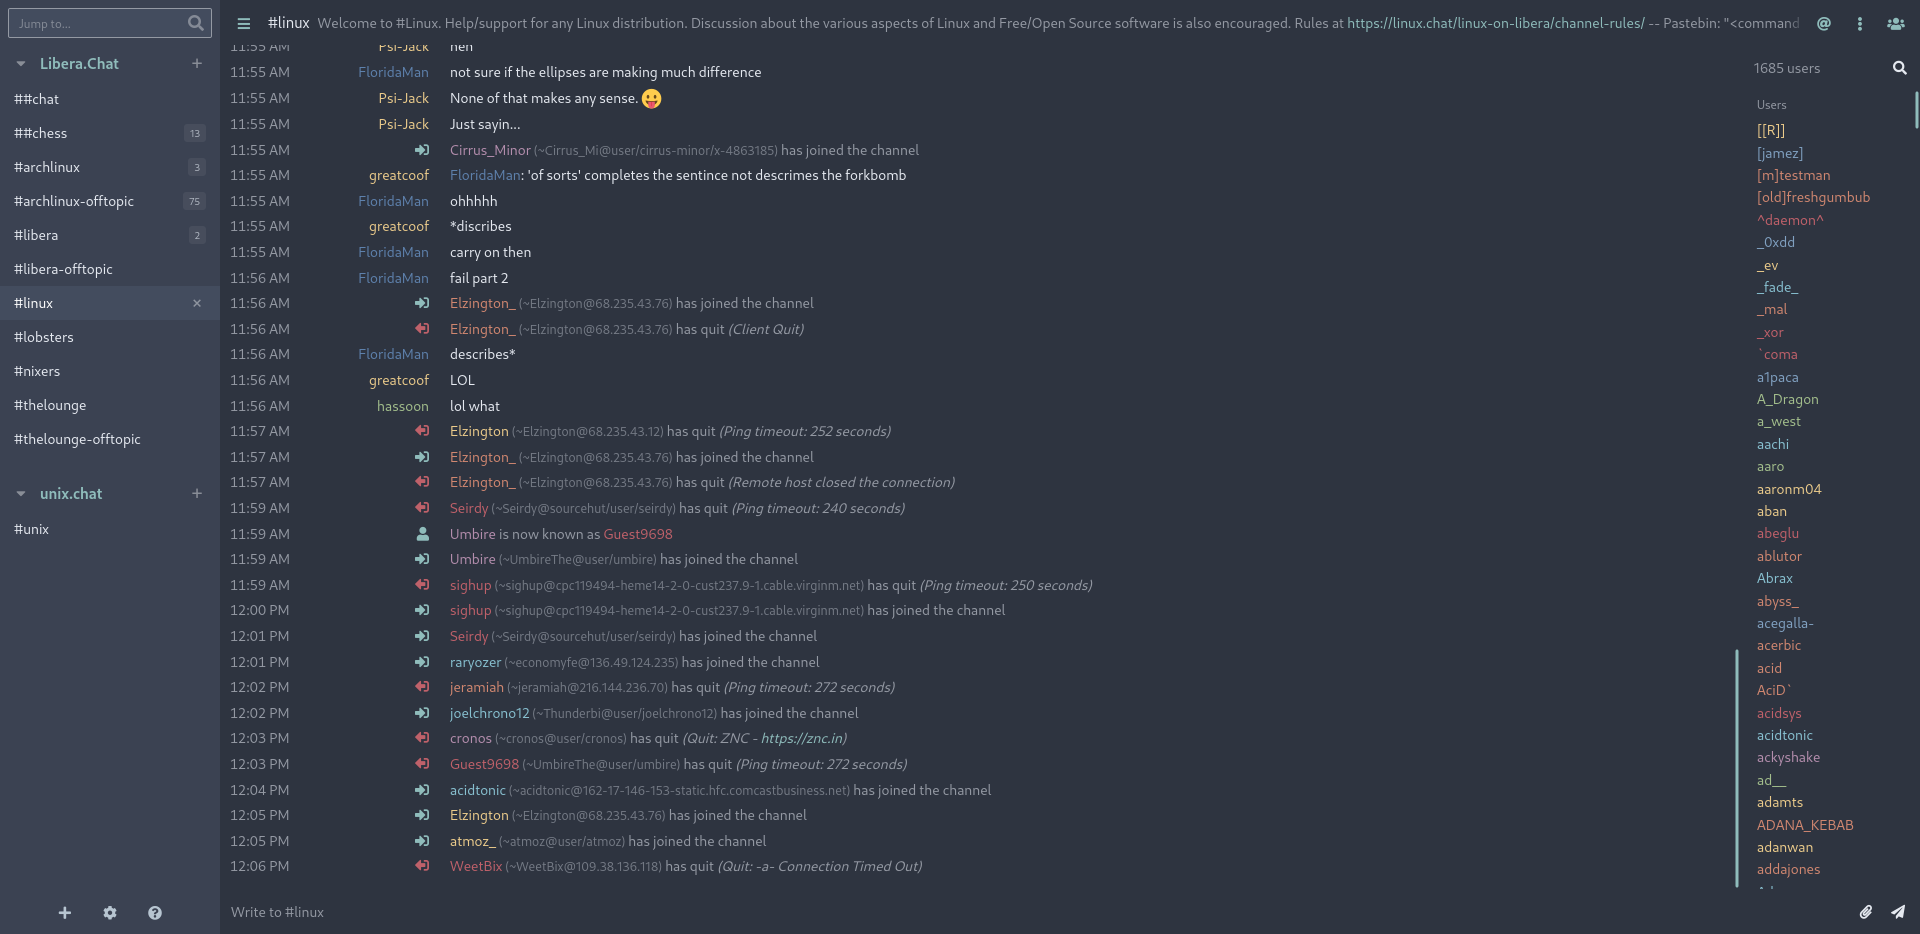 Jump to...
Libera.Chat
##chat
##chess 13
#archlinux 3
#archlinux-offtopic 75
#libera 2
#libera-offtopic
#linux
#lobsters
#nixers
#thelounge
#thelounge-offtopic
unix.chat
#unix
#linux Welcome to #Linux. Help/support for any Linux distribution. Discussion about the various aspects of Linux and Free/Open Source software is also encouraged. Rules at https://linux.chat/linux-on-libera/channel-rules/ -- Pastebin: "<command
11:55 AM Psi-Jack heh
11:55 AM FloridaMan not sure if the ellipses are making much difference
11:55 AM Psi-Jack None of that makes any sense. 😛
11:55 AM Psi-Jack Just sayin...
11:55 AM Cirrus_Minor (~Cirrus_Mi@user/cirrus-minor/x-4863185) has joined the channel
11:55 AM greatcoof FloridaMan: 'of sorts' completes the sentince not descrimes the forkbomb
11:55 AM FloridaMan ohhhhh
11:55 AM greatcoof *discribes
11:55 AM FloridaMan carry on then
11:56 AM FloridaMan fail part 2
11:56 AM Elzington_ (~Elzington@68.235.43.76) has joined the channel
11:56 AM Elzington_ (~Elzington@68.235.43.76) has quit (Client Quit)
11:56 AM FloridaMan describes*
11:56 AM greatcoof LOL
11:56 AM hassoon lol what
11:57 AM Elzington (~Elzington@68.235.43.12) has quit (Ping timeout: 252 seconds)
11:57 AM Elzington_ (~Elzington@68.235.43.76) has joined the channel
11:57 AM Elzington_ (~Elzington@68.235.43.76) has quit (Remote host closed the connection)
11:59 AM Seirdy (~Seirdy@sourcehut/user/seirdy) has quit (Ping timeout: 240 seconds)
11:59 AM Umbire is now known as Guest9698
11:59 AM Umbire (~UmbireThe@user/umbire) has joined the channel
11:59 AM sighup (~sighup@cpc119494-heme14-2-0-cust237.9-1.cable.virginm.net) has quit (Ping timeout: 250 seconds)
12:00 PM sighup (~sighup@cpc119494-heme14-2-0-cust237.9-1.cable.virginm.net) has joined the channel
12:01 PM Seirdy (~Seirdy@sourcehut/user/seirdy) has joined the channel
12:01 PM raryozer (~economyfe@136.49.124.235) has joined the channel
12:02 PM jeramiah (~jeramiah@216.144.236.70) has quit (Ping timeout: 272 seconds)
12:02 PM joelchrono12 (~Thunderbi@user/joelchrono12) has joined the channel
12:03 PM cronos (~cronos@user/cronos) has quit (Quit: ZNC - https://znc.in)
12:03 PM Guest9698 (~UmbireThe@user/umbire) has quit (Ping timeout: 272 seconds)
12:04 PM acidtonic (~acidtonic@162-17-146-153-static.hfc.comcastbusiness.net) has joined the channel
12:05 PM Elzington (~Elzington@68.235.43.76) has joined the channel
12:05 PM atmoz_ (~atmoz@user/atmoz) has joined the channel
12:06 PM WeetBix (~WeetBix@109.38.136.118) has quit (Quit: -a- Connection Timed Out)
Write to #linux
1685 users
Users
[[R]]
[jamez]
[m]testman
[old]freshgumbub
^daemon^
_0xdd
_ev
_fade_
_mal
_xor
`coma
a1paca
A_Dragon
a_west
aachi
aaro
aaronm04
aban
abeglu
ablutor
Abrax
abyss_
acegalla-
acerbic
acid
AciD`
acidsys
acidtonic
ackyshake
ad__
adamts
ADANA_KEBAB
adanwan
addajones